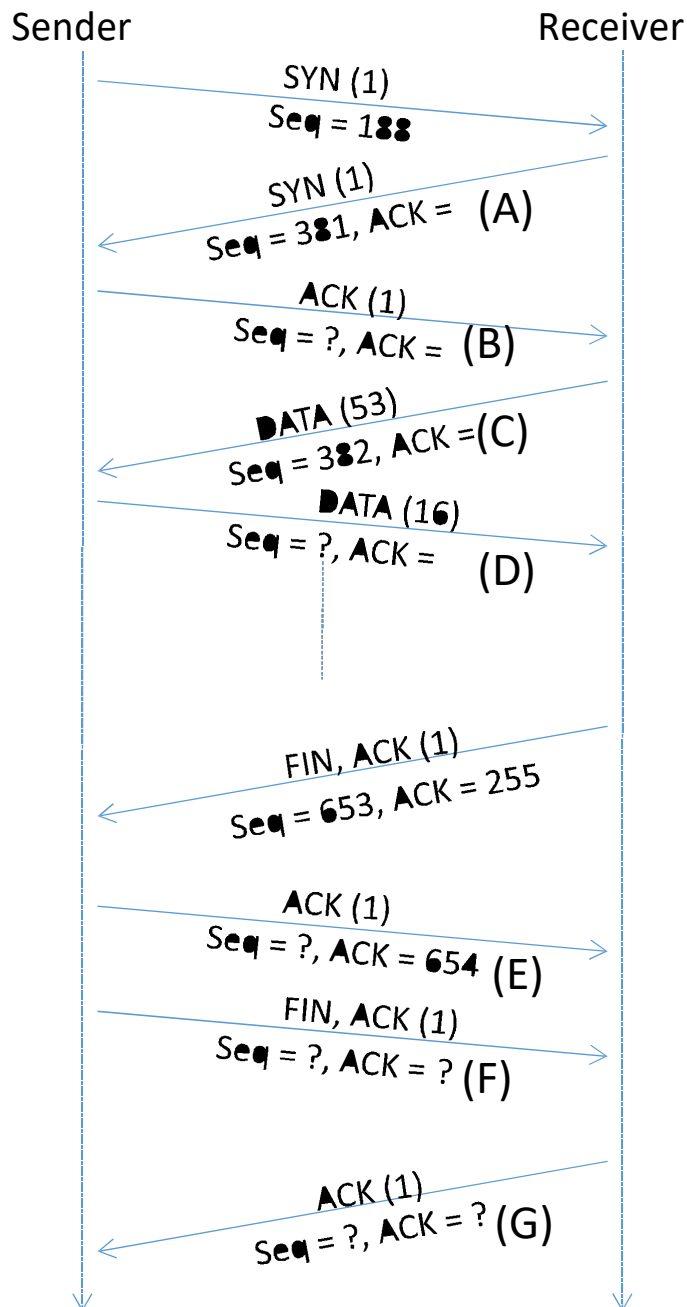 Sender Receiver
SYN (1)
Seq = 188
SYN (1)
Seq = 381, ACK = (A)
ACK (1)
Seq = ?, ACK = (B)
DATA (53)
Seq = 382, ACK =(C)
DATA (16)
Seq = ?, ACK = (D)
FIN, ACK (1)
Seq = 653, ACK = 255
ACK (1)
Seq = ?, ACK = 654 (E)
FIN, ACK (1)
Seq = ?, ACK = ? (F)
ACK (1)
Seq = ?, ACK = ? (G)